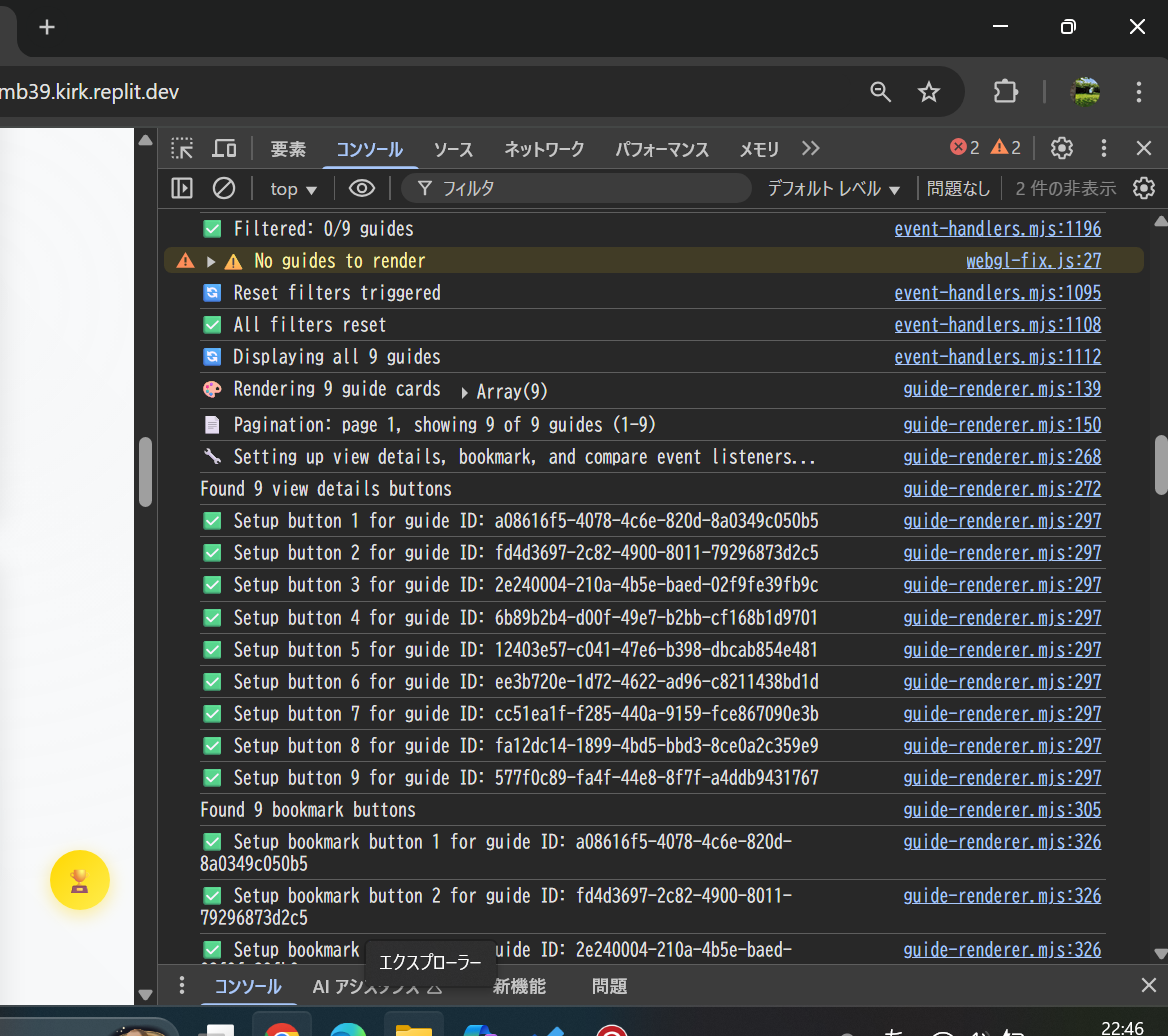 mb39.kirk.replit.dev
要素 コンソール ソース ネットワーク パフォーマンス メモリ 2 2
top フィルタ デフォルト レベル 問題なし 2 件の非表示
Filtered: 0/9 guides event-handlers.mjs:1196
No guides to render webgl-fix.js:27
Reset filters triggered event-handlers.mjs:1095
All filters reset event-handlers.mjs:1108
Displaying all 9 guides event-handlers.mjs:1112
Rendering 9 guide cards Array(9) guide-renderer.mjs:139
Pagination: page 1, showing 9 of 9 guides (1-9) guide-renderer.mjs:150
Setting up view details, bookmark, and compare event listeners... guide-renderer.mjs:268
Found 9 view details buttons guide-renderer.mjs:272
Setup button 1 for guide ID: a08616f5-4078-4c6e-820d-8a0349c050b5 guide-renderer.mjs:297
Setup button 2 for guide ID: fd4d3697-2c82-4900-8011-79296873d2c5 guide-renderer.mjs:297
Setup button 3 for guide ID: 2e240004-210a-4b5e-baed-02f9fe39fb9c guide-renderer.mjs:297
Setup button 4 for guide ID: 6b89b2b4-d00f-49e7-b2bb-cf168b1d9701 guide-renderer.mjs:297
Setup button 5 for guide ID: 12403e57-c041-47e6-b398-dbcab854e481 guide-renderer.mjs:297
Setup button 6 for guide ID: ee3b720e-1d72-4622-ad96-c8211438bd1d guide-renderer.mjs:297
Setup button 7 for guide ID: cc51ea1f-f285-440a-9159-fce867090e3b guide-renderer.mjs:297
Setup button 8 for guide ID: fa12dc14-1899-4bd5-bbd3-8ce0a2c359e9 guide-renderer.mjs:297
Setup button 9 for guide ID: 577f0c89-fa4f-44e8-8f7f-a4ddb9431767 guide-renderer.mjs:297
Found 9 bookmark buttons guide-renderer.mjs:305
Setup bookmark button 1 for guide ID: a08616f5-4078-4c6e-820d- guide-renderer.mjs:326
8a0349c050b5
Setup bookmark button 2 for guide ID: fd4d3697-2c82-4900-8011- guide-renderer.mjs:326
79296873d2c5
Setup bookmark uide ID: 2e240004-210a-4b5e-baed- guide-renderer.mjs:326
エクスプローラー
コンソール AI アシスタンス 新機能 問題
22:46